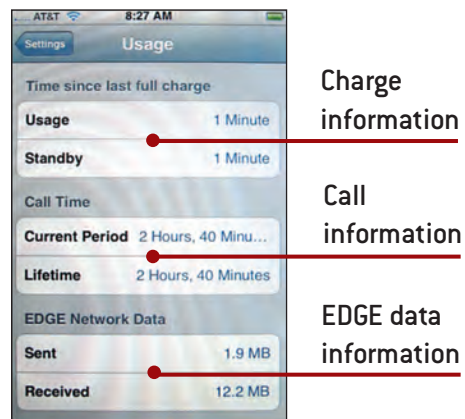 AT&T 8:27 AM
Settings Usage
Time since last full charge
Usage 1 Minute
Standby 1 Minute
Call Time
Current Period 2 Hours, 40 Minu...
Lifetime 2 Hours, 40 Minutes
EDGE Network Data
Sent 1.9 MB
Received 12.2 MB
Charge
information
Call
information
EDGE data
information